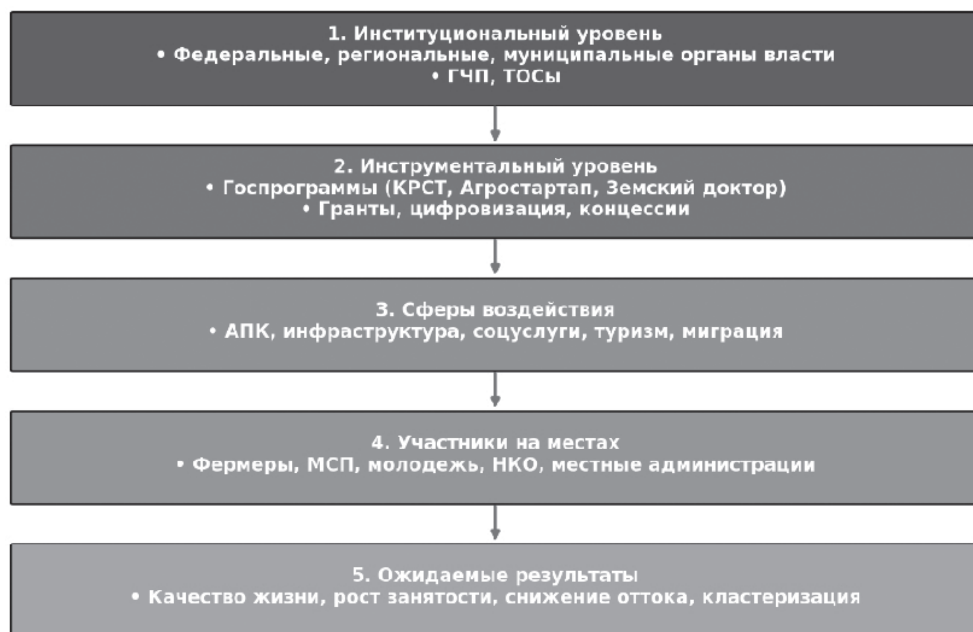 1. Институциональный уровень
• Федеральные, региональные, муниципальные органы власти
• ГЧП, ТОСы
2. Инструментальный уровень
• Госпрограммы (КРСТ, Агростартап, Земский доктор)
• Гранты, цифровизация, концессии
3. Сферы воздействия
• АПК, инфраструктура, соцуслуги, туризм, миграция
4. Участники на местах
• Фермеры, МСП, молодежь, НКО, местные администрации
5. Ожидаемые результаты
• Качество жизни, рост занятости, снижение оттока, кластеризация